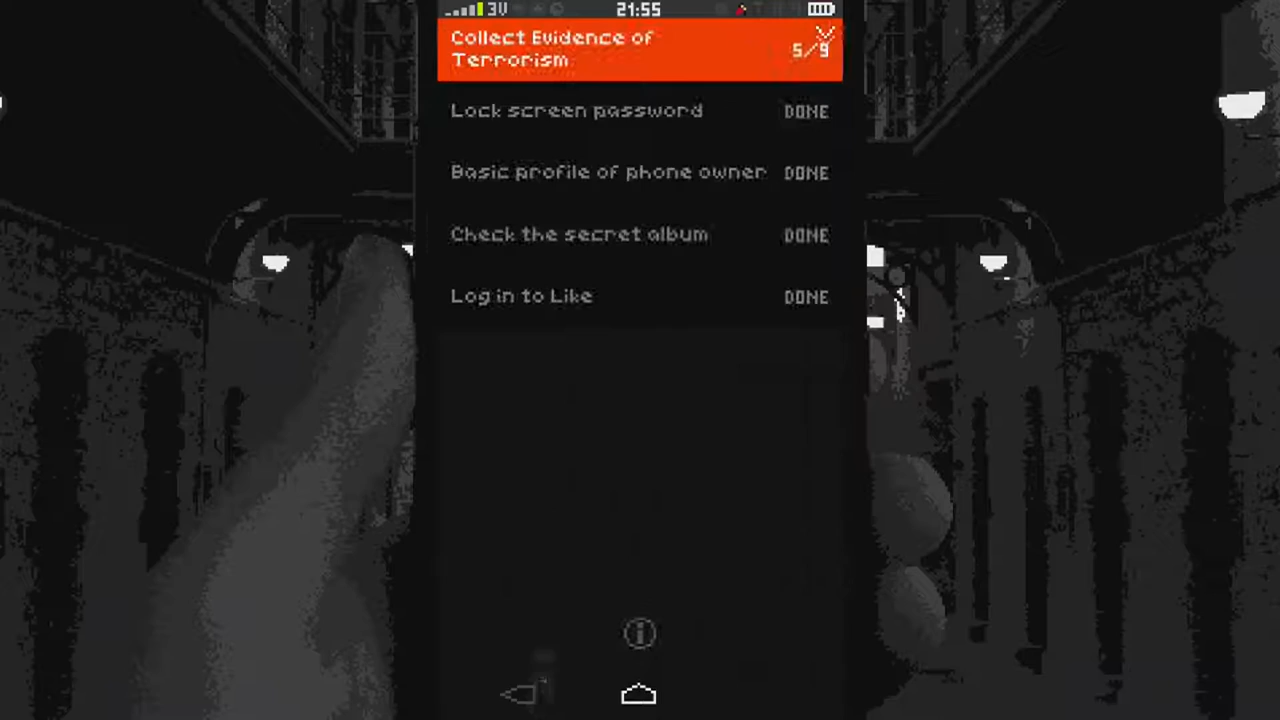 3V 21:55
Collect Evidence of
Terrorism
5/9
Lock screen password DONE
Basic profile of phone owner DONE
Check the secret album DONE
Log in to Like DONE